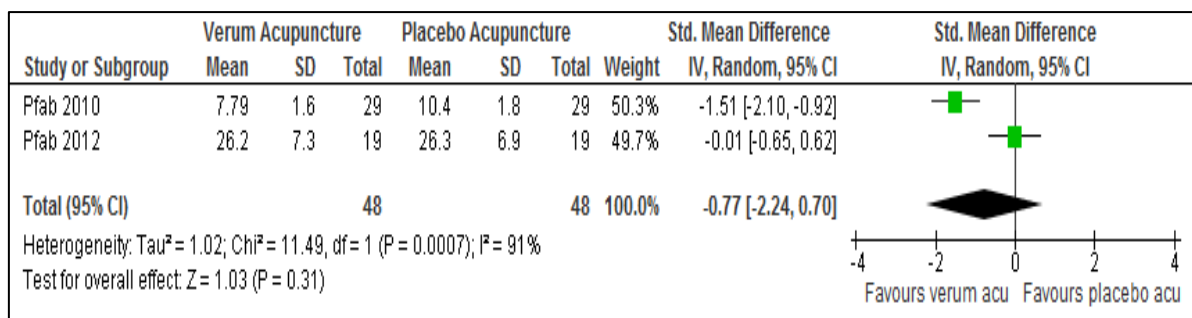 Verum Acupuncture Placebo Acupuncture Std. Mean Difference Std. Mean Difference
Study or Subgroup Mean SD Total Mean SD Total Weight IV, Random, 95% CI IV, Random, 95% CI
Pfab 2010 7.79 1.6 29 10.4 1.8 29 50.3% -1.51 [-2.10, -0.92]
Pfab 2012 26.2 7.3 19 26.3 6.9 19 49.7% -0.01 [-0.65, 0.62]
Total (95% CI) 48 48 100.0% -0.77 [-2.24, 0.70]
Heterogeneity: Tau² = 1.02; Chi² = 11.49, df = 1 (P = 0.0007); I² = 91%
Test for overall effect: Z = 1.03 (P = 0.31)
-4 -2 0 2 4
Favours verum acu Favours placebo acu